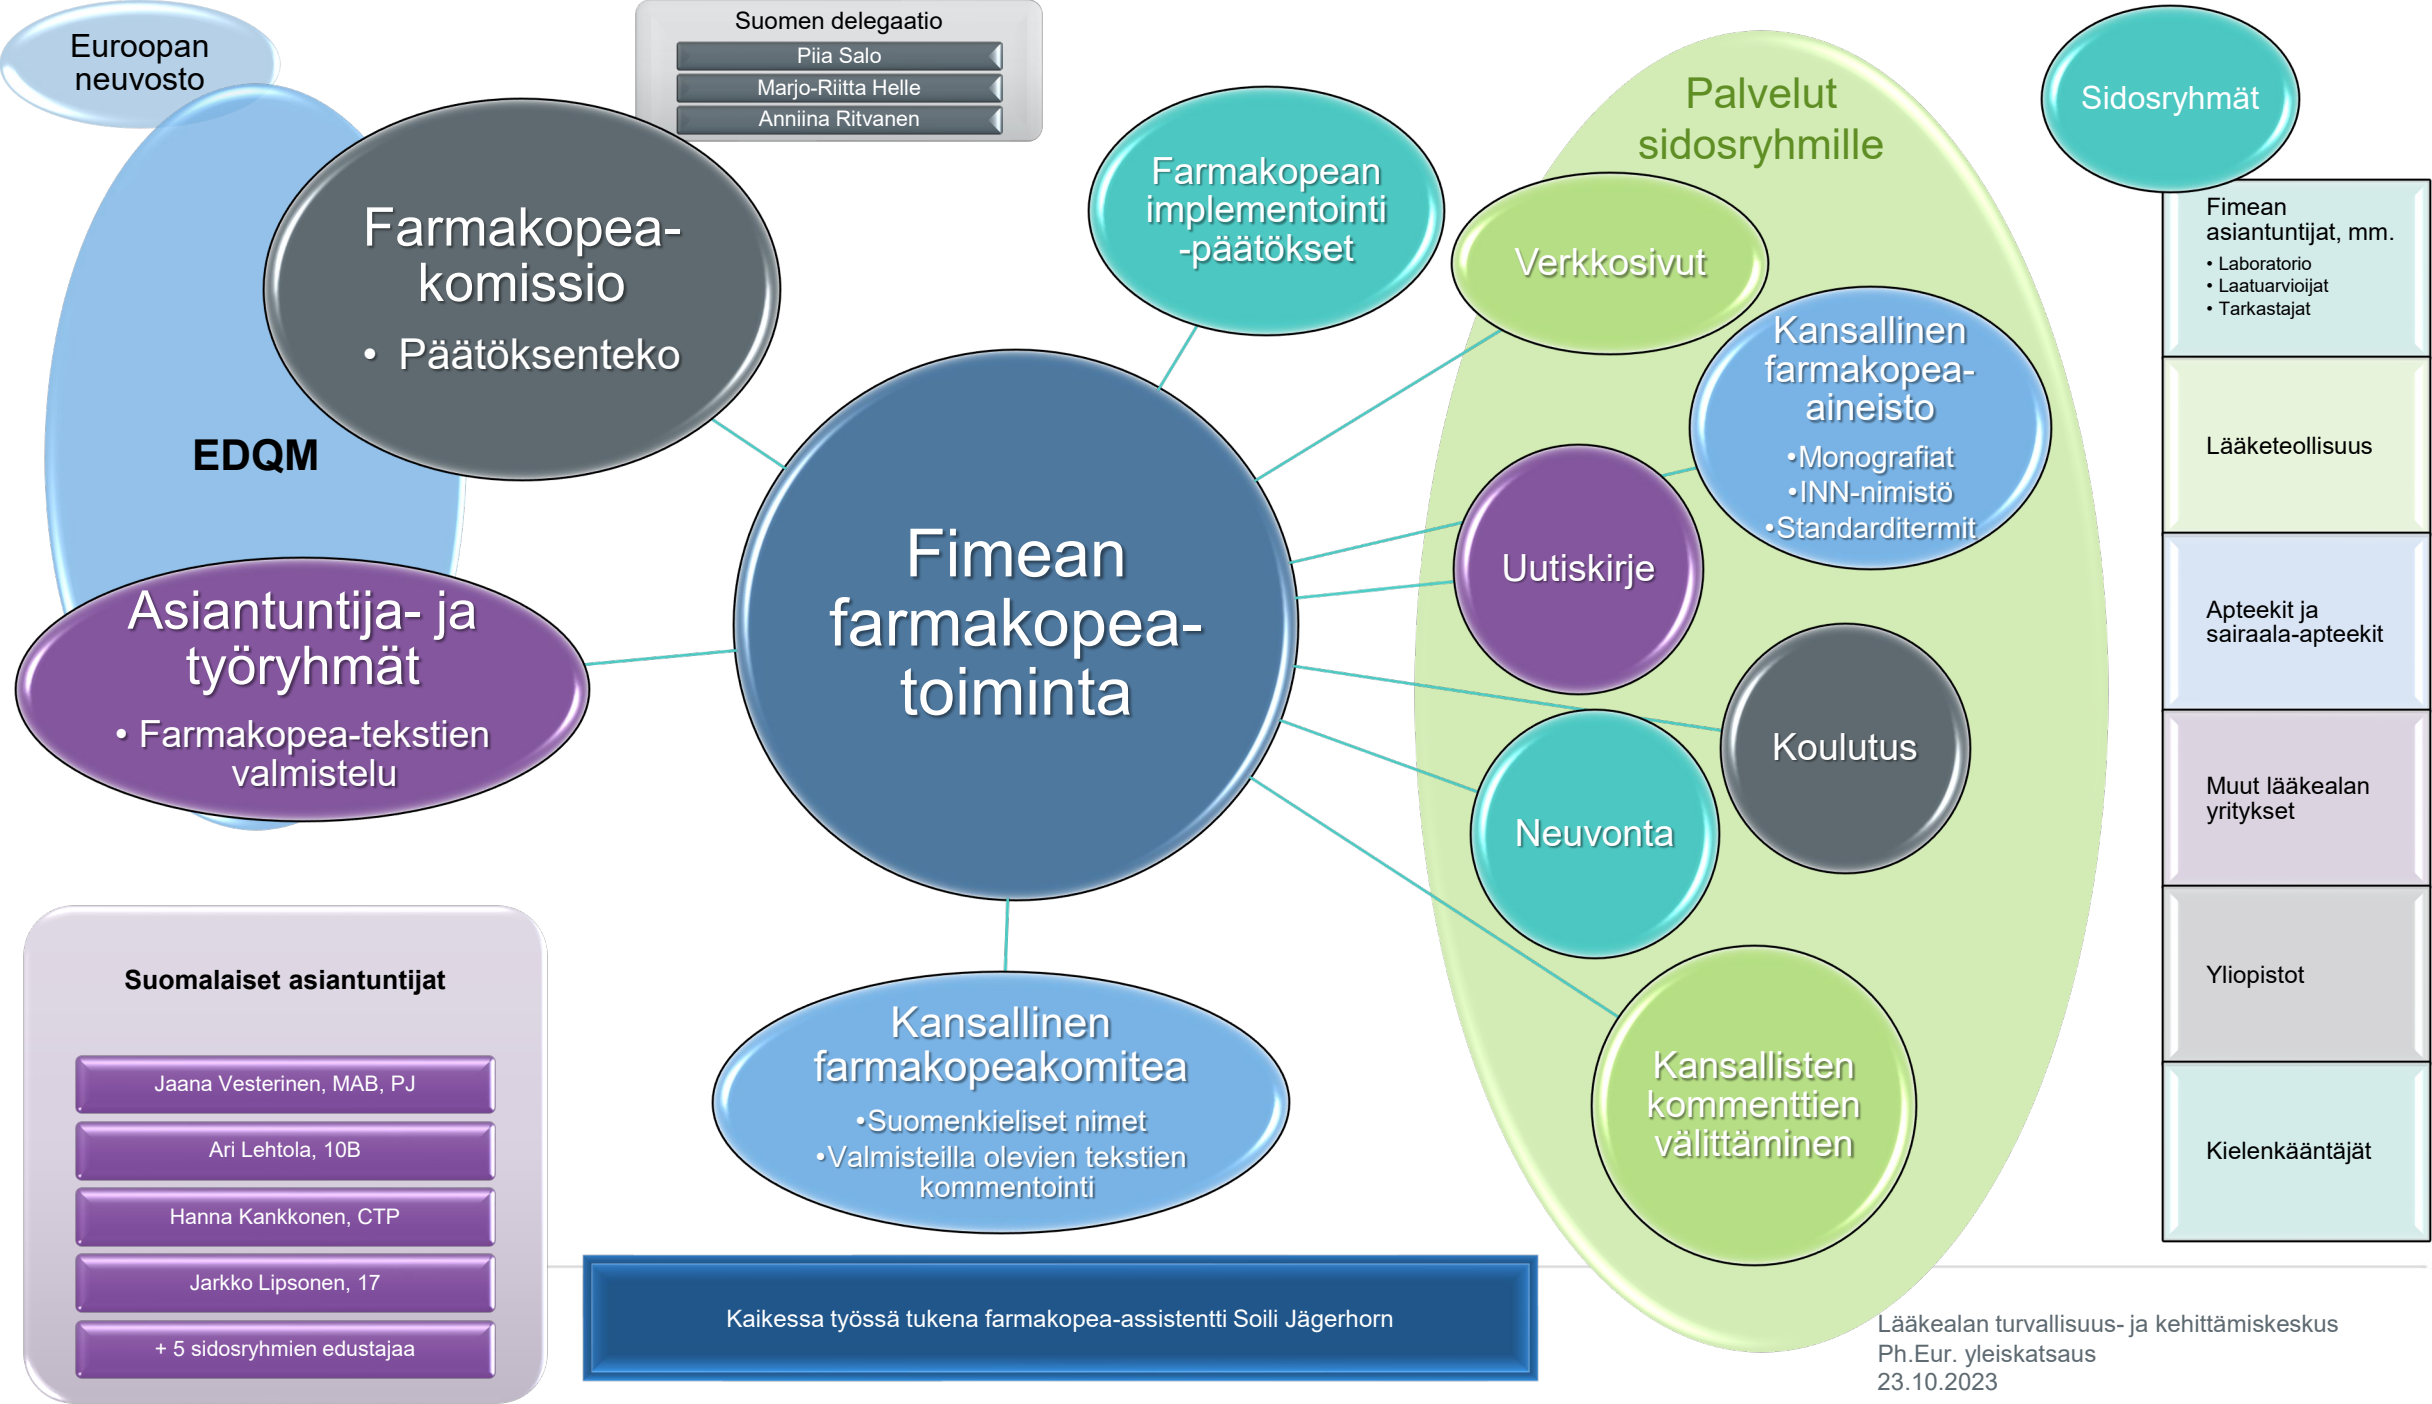 Euroopan
neuvosto
Suomen delegaatio
Piia Salo
Marjo-Riitta Helle
Anniina Ritvanen
EDQM
Farmakopea-
komissio
• Päätöksenteko
Asiantuntija- ja
työryhmät
• Farmakopea-tekstien
valmistelu
Suomalaiset asiantuntijat
Jaana Vesterinen, MAB, PJ
Ari Lehtola, 10B
Hanna Kankkonen, CTP
Jarkko Lipsonen, 17
+ 5 sidosryhmien edustajaa
Fimean
farmakopea-
toiminta
Farmakopean
implementointi
-päätökset
Kansallinen
farmakopeakomitea
•Suomenkieliset nimet
•Valmisteilla olevien tekstien
kommentointi
Kaikessa työssä tukena farmakopea-assistentti Soili Jägerhorn
Palvelut
sidosryhmille
Verkkosivut
Kansallinen
farmakopea-
aineisto
•Monografiat
•INN-nimistö
•Standarditermit
Uutiskirje
Koulutus
Neuvonta
Kansallisten
kommenttien
välittäminen
Sidosryhmät
Fimean
asiantuntijat, mm.
• Laboratorio
• Laatuarvioijat
• Tarkastajat
Lääketeollisuus
Apteekit ja
sairaala-apteekit
Muut lääkealan
yritykset
Yliopistot
Kielenkääntäjät
Lääkealan turvallisuus- ja kehittämiskeskus
Ph.Eur. yleiskatsaus
23.10.2023